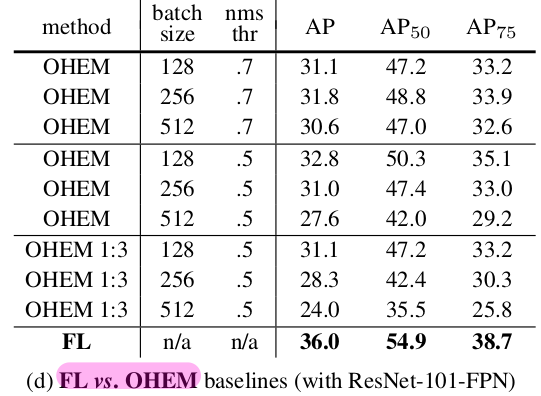 method batch size nms thr AP AP50 AP75
OHEM 128 .7 31.1 47.2 33.2
OHEM 256 .7 31.8 48.8 33.9
OHEM 512 .7 30.6 47.0 32.6
OHEM 128 .5 32.8 50.3 35.1
OHEM 256 .5 31.0 47.4 33.0
OHEM 512 .5 27.6 42.0 29.2
OHEM 1:3 128 .5 31.1 47.2 33.2
OHEM 1:3 256 .5 28.3 42.4 30.3
OHEM 1:3 512 .5 24.0 35.5 25.8
FL n/a n/a 36.0 54.9 38.7
(d) FL vs. OHEM baselines (with ResNet-101-FPN)